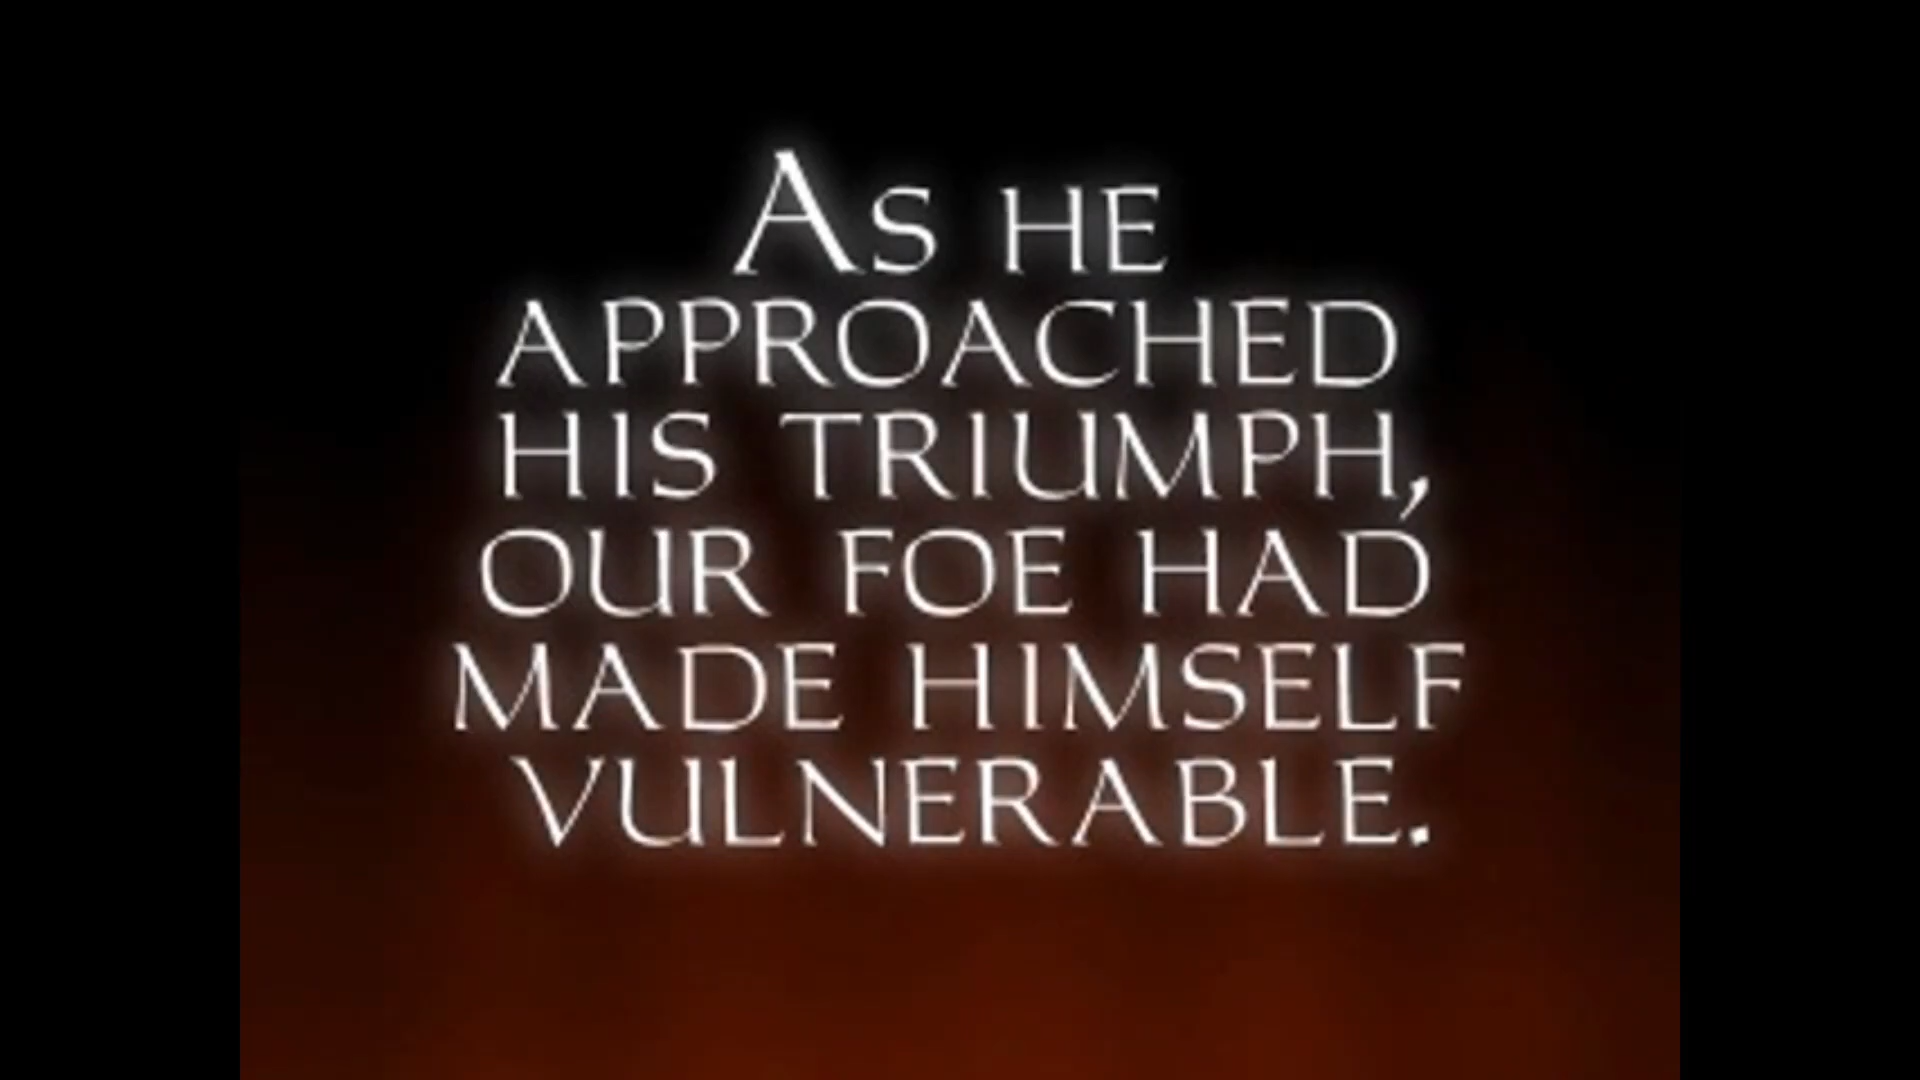 As he
approached
his triumph,
our foe had
made himself
vulnerable.